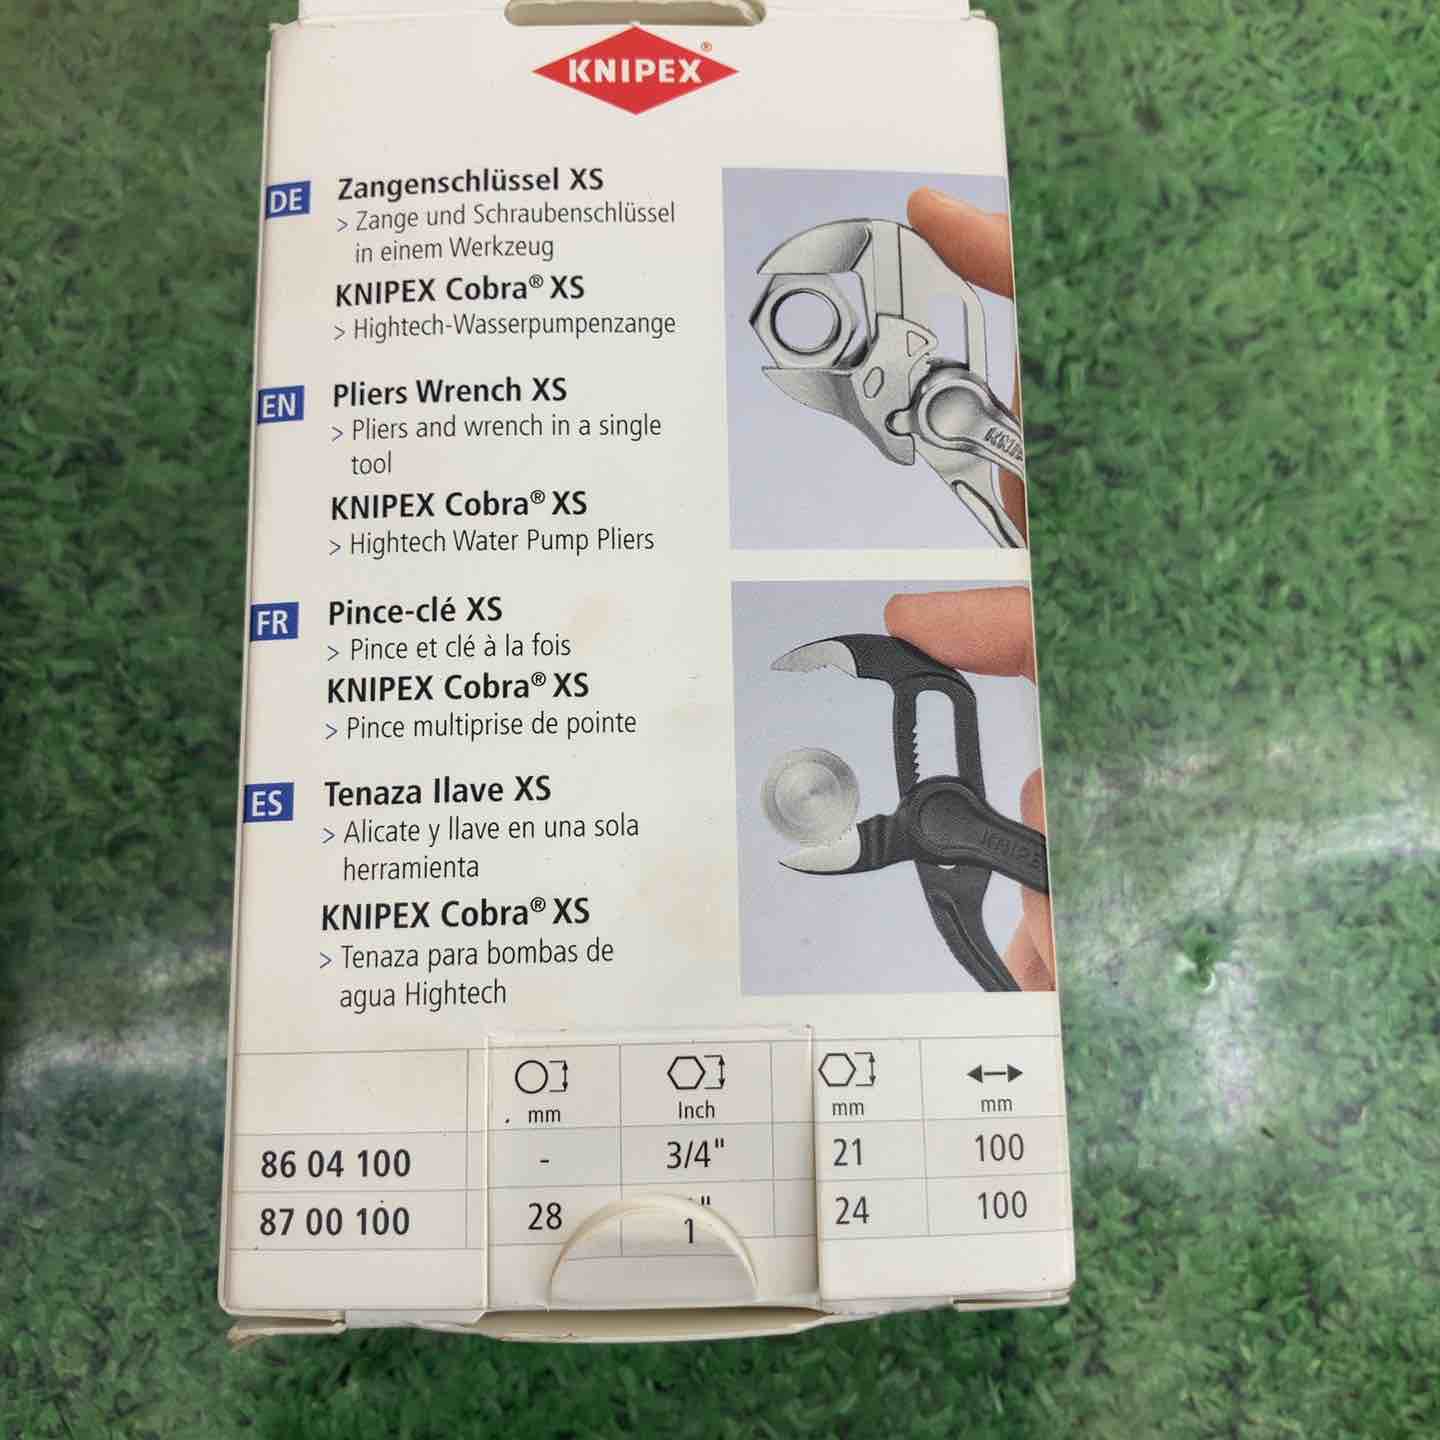 KNIPEX®
DE
Zangenschlüssel XS
> Zange und Schraubenschlüssel
in einem Werkzeug
KNIPEX Cobra® XS
> Hightech-Wasserpumpenzange
EN
Pliers Wrench XS
> Pliers and wrench in a single
tool
KNIPEX Cobra® XS
> Hightech Water Pump Pliers
FR
Pince-clé XS
> Pince et clé à la fois
KNIPEX Cobra® XS
> Pince multiprise de pointe
ES
Tenaza llave XS
> Alicate y llave en una sola
herramienta
KNIPEX Cobra® XS
> Tenaza para bombas de
agua Hightech
mm Inch mm mm
86 04 100 - 3/4" 21 100
87 00 100 28 1" 24 100